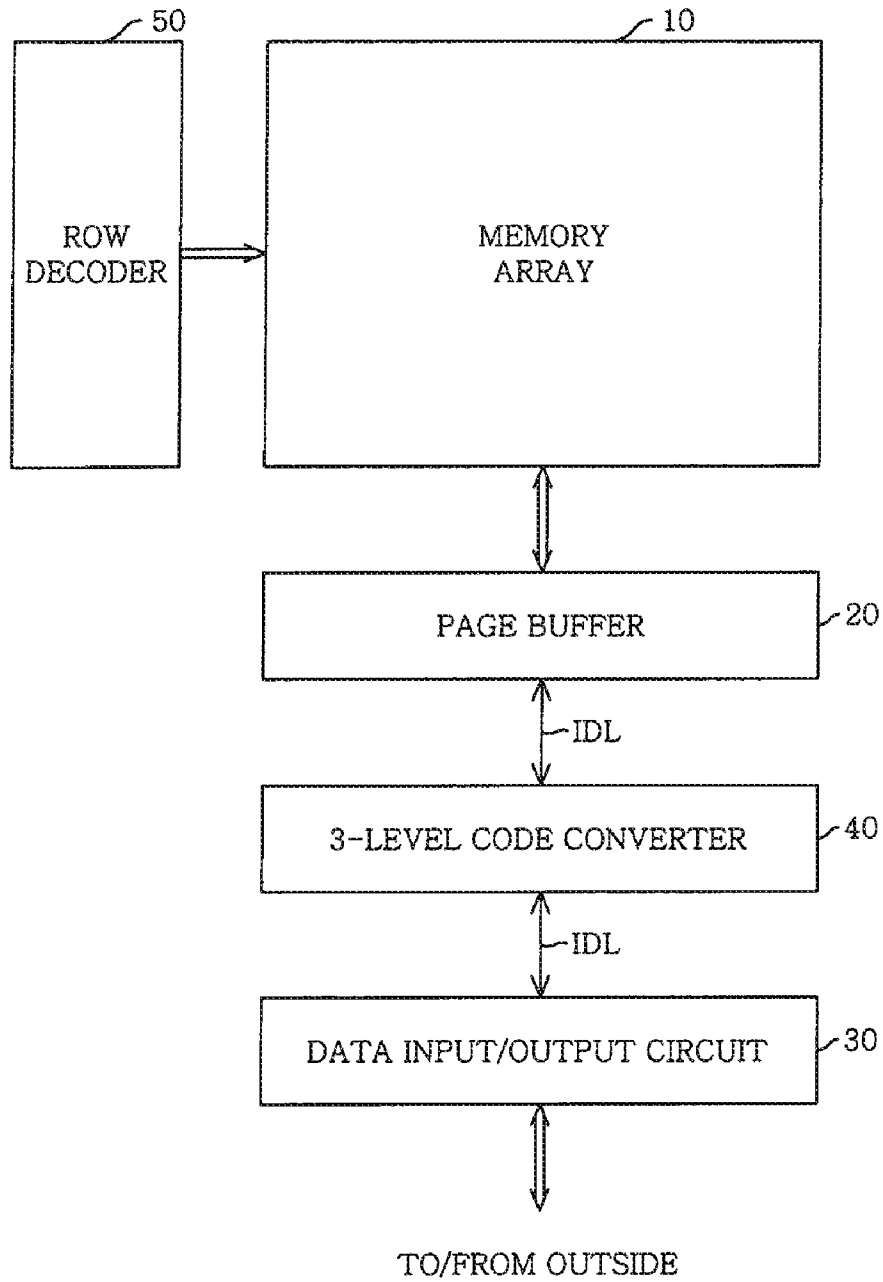 50
10
ROW
DECODER
MEMORY
ARRAY
PAGE BUFFER
20
IDL
3-LEVEL CODE CONVERTER
40
IDL
DATA INPUT/OUTPUT CIRCUIT
30
TO/FROM OUTSIDE